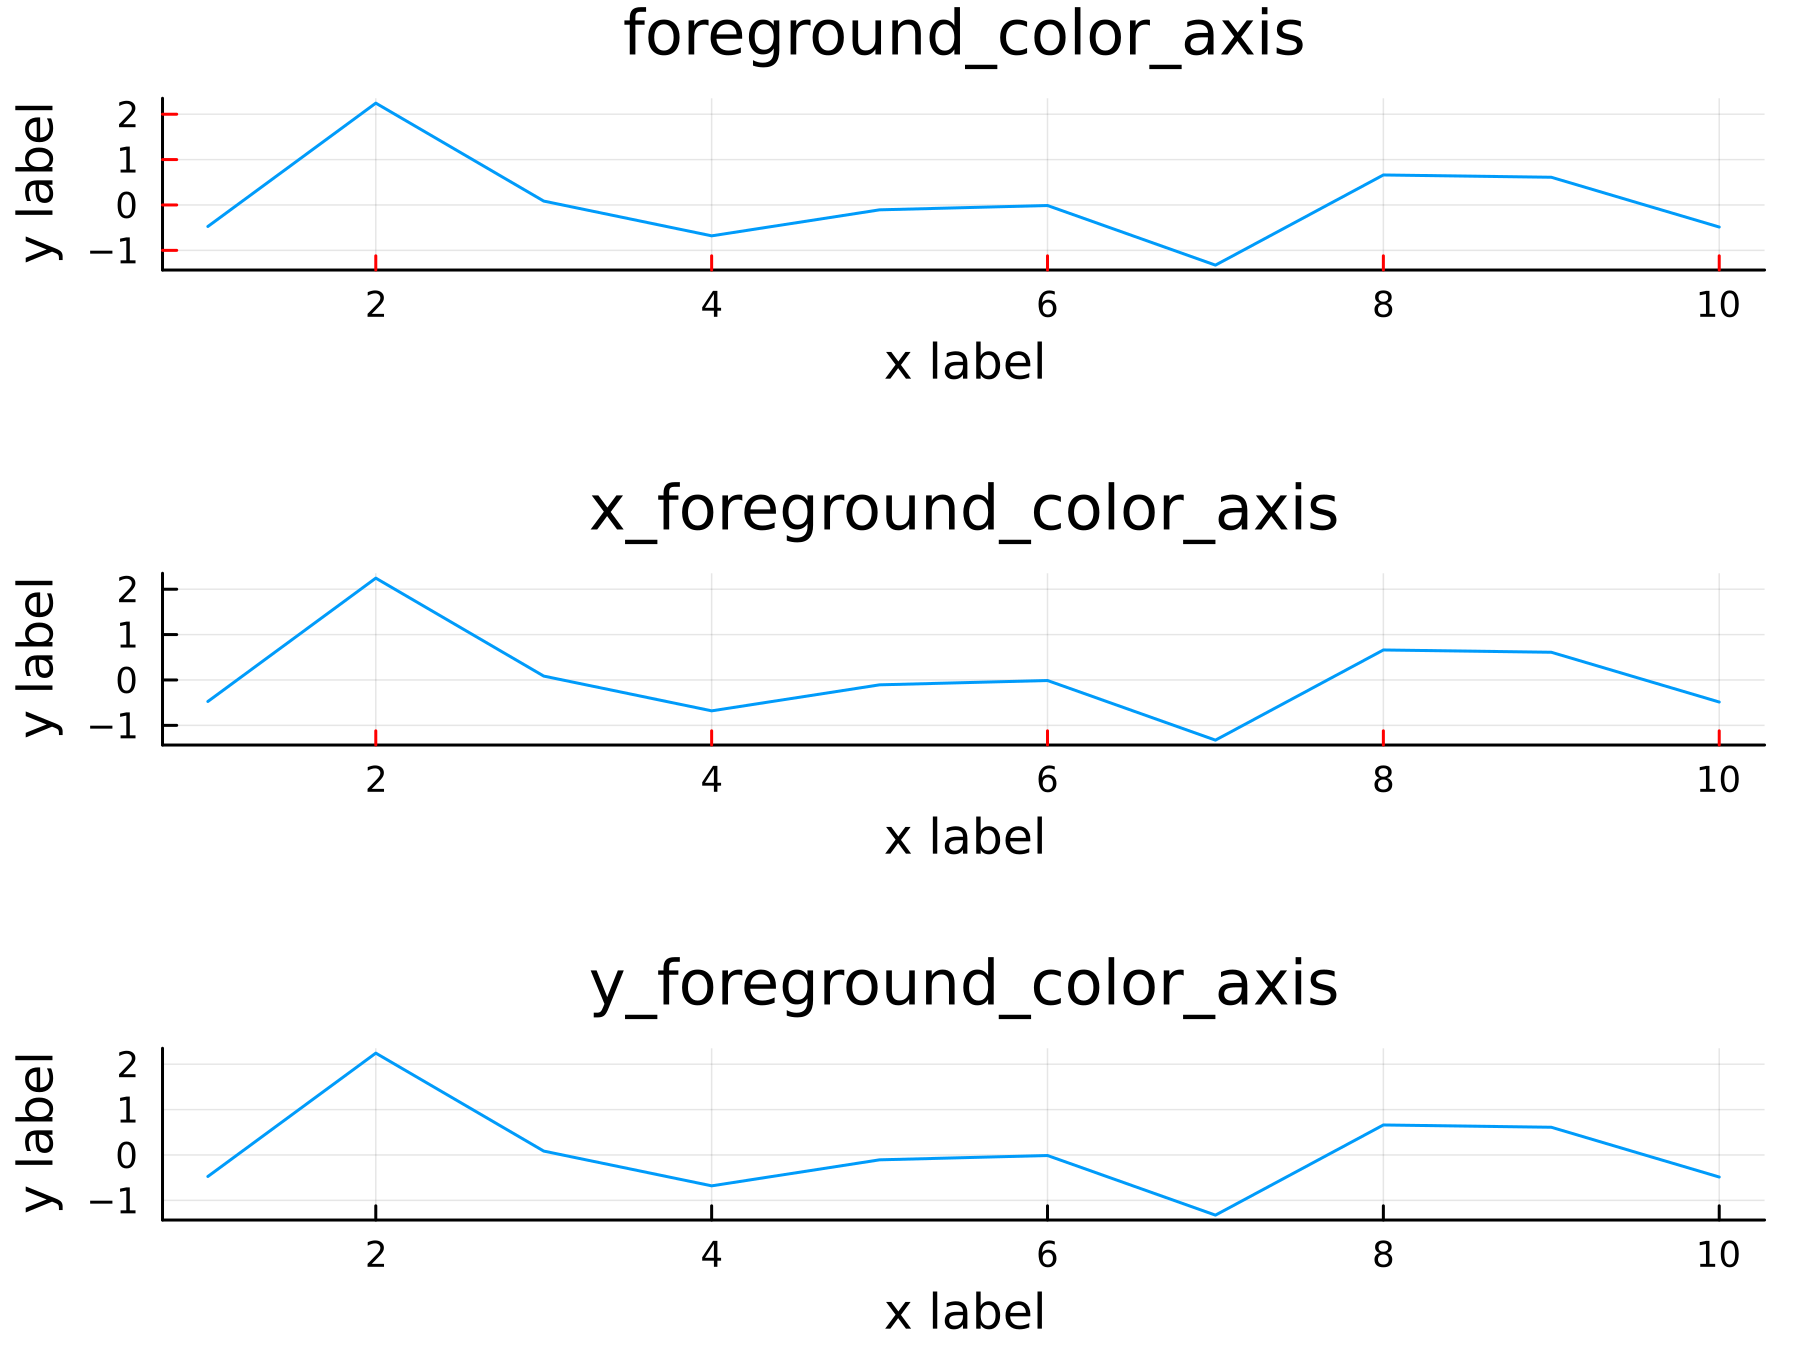 foreground_color_axis
y label
2
1
0
−1
2 4 6 8 10
x label
x_foreground_color_axis
y label
2
1
0
−1
2 4 6 8 10
x label
y_foreground_color_axis
y label
2
1
0
−1
2 4 6 8 10
x label